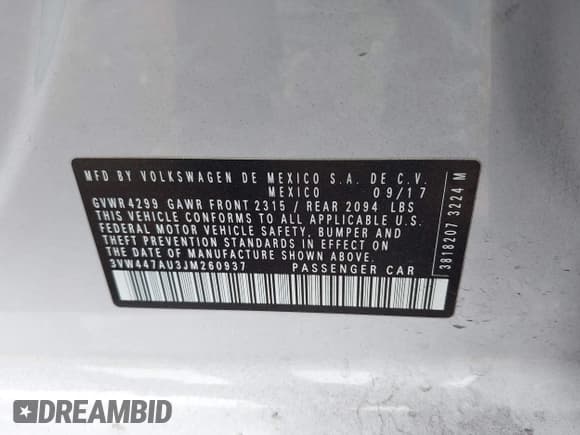 MFD BY VOLKSWAGEN DE MEXICO S.A. DE C.V.
MEXICO 09/17
GVWR4299 GAWR FRONT 2315 / REAR 2094 LBS
THIS VEHICLE CONFORMS TO ALL APPLICABLE
FEDERAL MOTOR VEHICLE SAFETY, BUMPER AND
THEFT PREVENTION STANDARDS IN EFFECT ON
THE DATE OF MANUFACTURE SHOWN ABOVE.
3VW447AU3JM260937 PASSENGER CAR
3818207 3224 M
DREAMBID